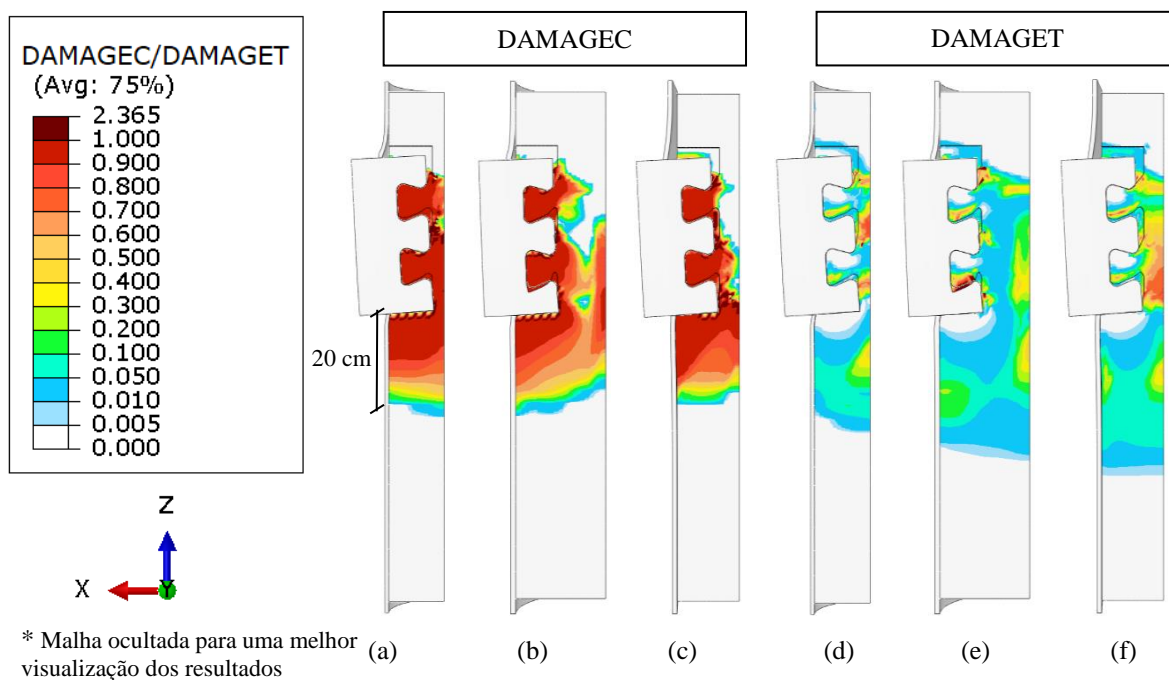 DAMAGEC/DAMAGET
(Avg: 75%)
2.365
1.000
0.900
0.800
0.700
0.600
0.500
0.400
0.300
0.200
0.100
0.050
0.010
0.005
0.000
DAMAGEC
DAMAGET
20 cm
Z
X
Y
* Malha ocultada para uma melhor
visualização dos resultados
(a)
(b)
(c)
(d)
(e)
(f)